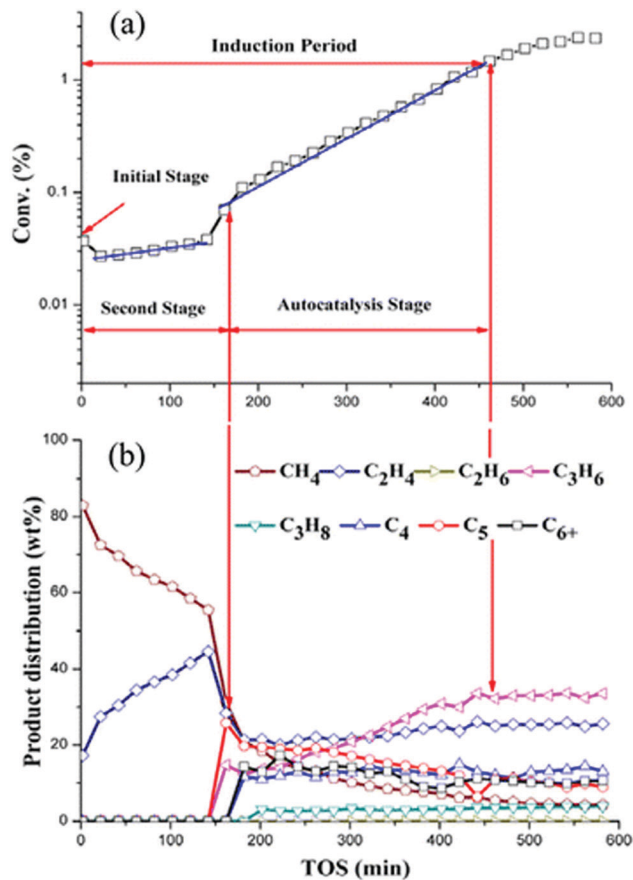 (a)
Induction Period
1
Conv. (%)
Initial Stage
0.1
0.01
Second Stage
Autocatalysis Stage
0 100 200 300 400 500 600
(b)
100
CH4 C2H4 C2H6 C3H6
80
C3H8 C4 C5 C6+
Product distribution (wt%)
60
40
20
0
0 100 200 300 400 500 600
TOS (min)